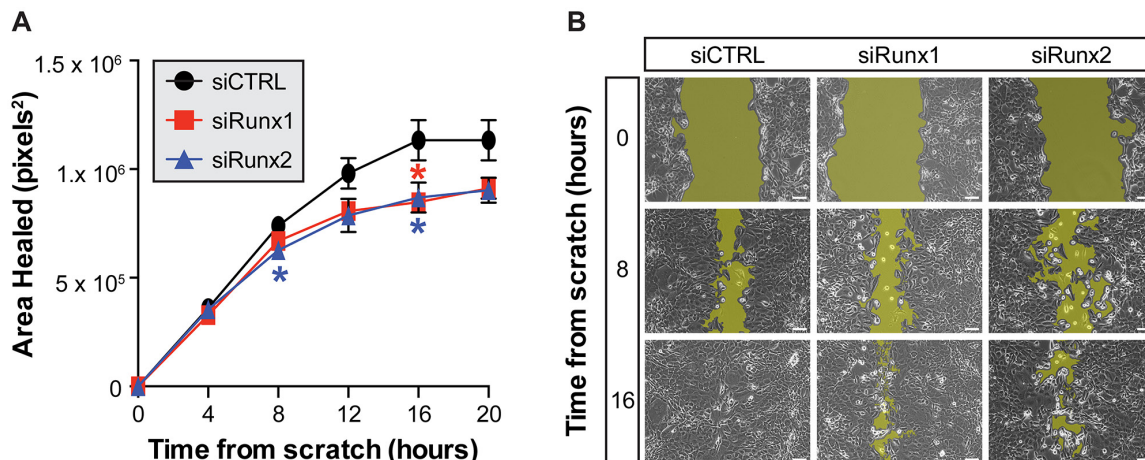 A
1.5 x 10⁶
1.x 10⁶
5 x 10⁵
0
Area Healed (pixels²)
siCTRL
siRunx1
siRunx2
*
*
*
0 4 8 12 16 20
Time from scratch (hours)
B
siCTRL siRunx1 siRunx2
Time from scratch (hours)
0
8
16